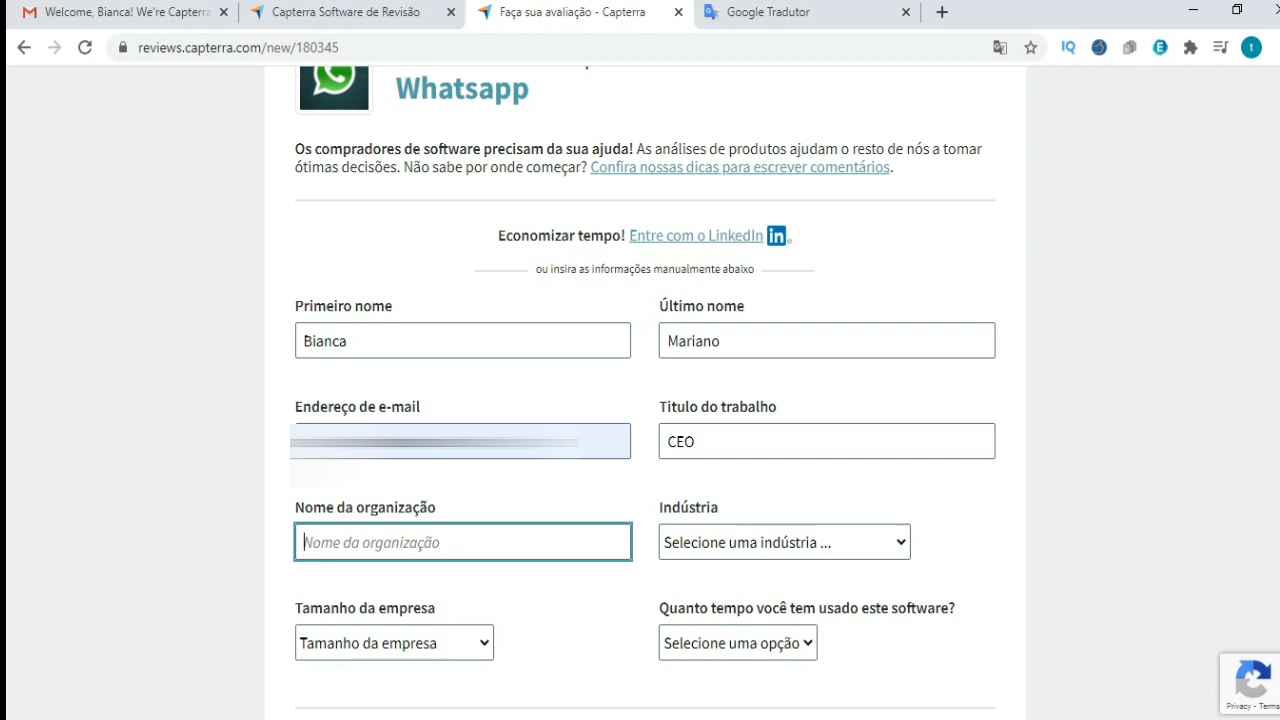 Welcome, Bianca! We're Capterra
Capterra Software de Revisão
Faça sua avaliação - Capterra
Google Tradutor
reviews.capterra.com/new/180345
IQ
E
t
Whatsapp
Os compradores de software precisam da sua ajuda! As análises de produtos ajudam o resto de nós a tomar
ótimas decisões. Não sabe por onde começar? Confira nossas dicas para escrever comentários.
Economizar tempo! Entre com o LinkedIn in
ou insira as informações manualmente abaixo
Primeiro nome
Último nome
Bianca
Mariano
Endereço de e-mail
Titulo do trabalho
CEO
Nome da organização
Indústria
Nome da organização
Selecione uma indústria ...
Tamanho da empresa
Quanto tempo você tem usado este software?
Tamanho da empresa
Selecione uma opção
Privacy - Terms